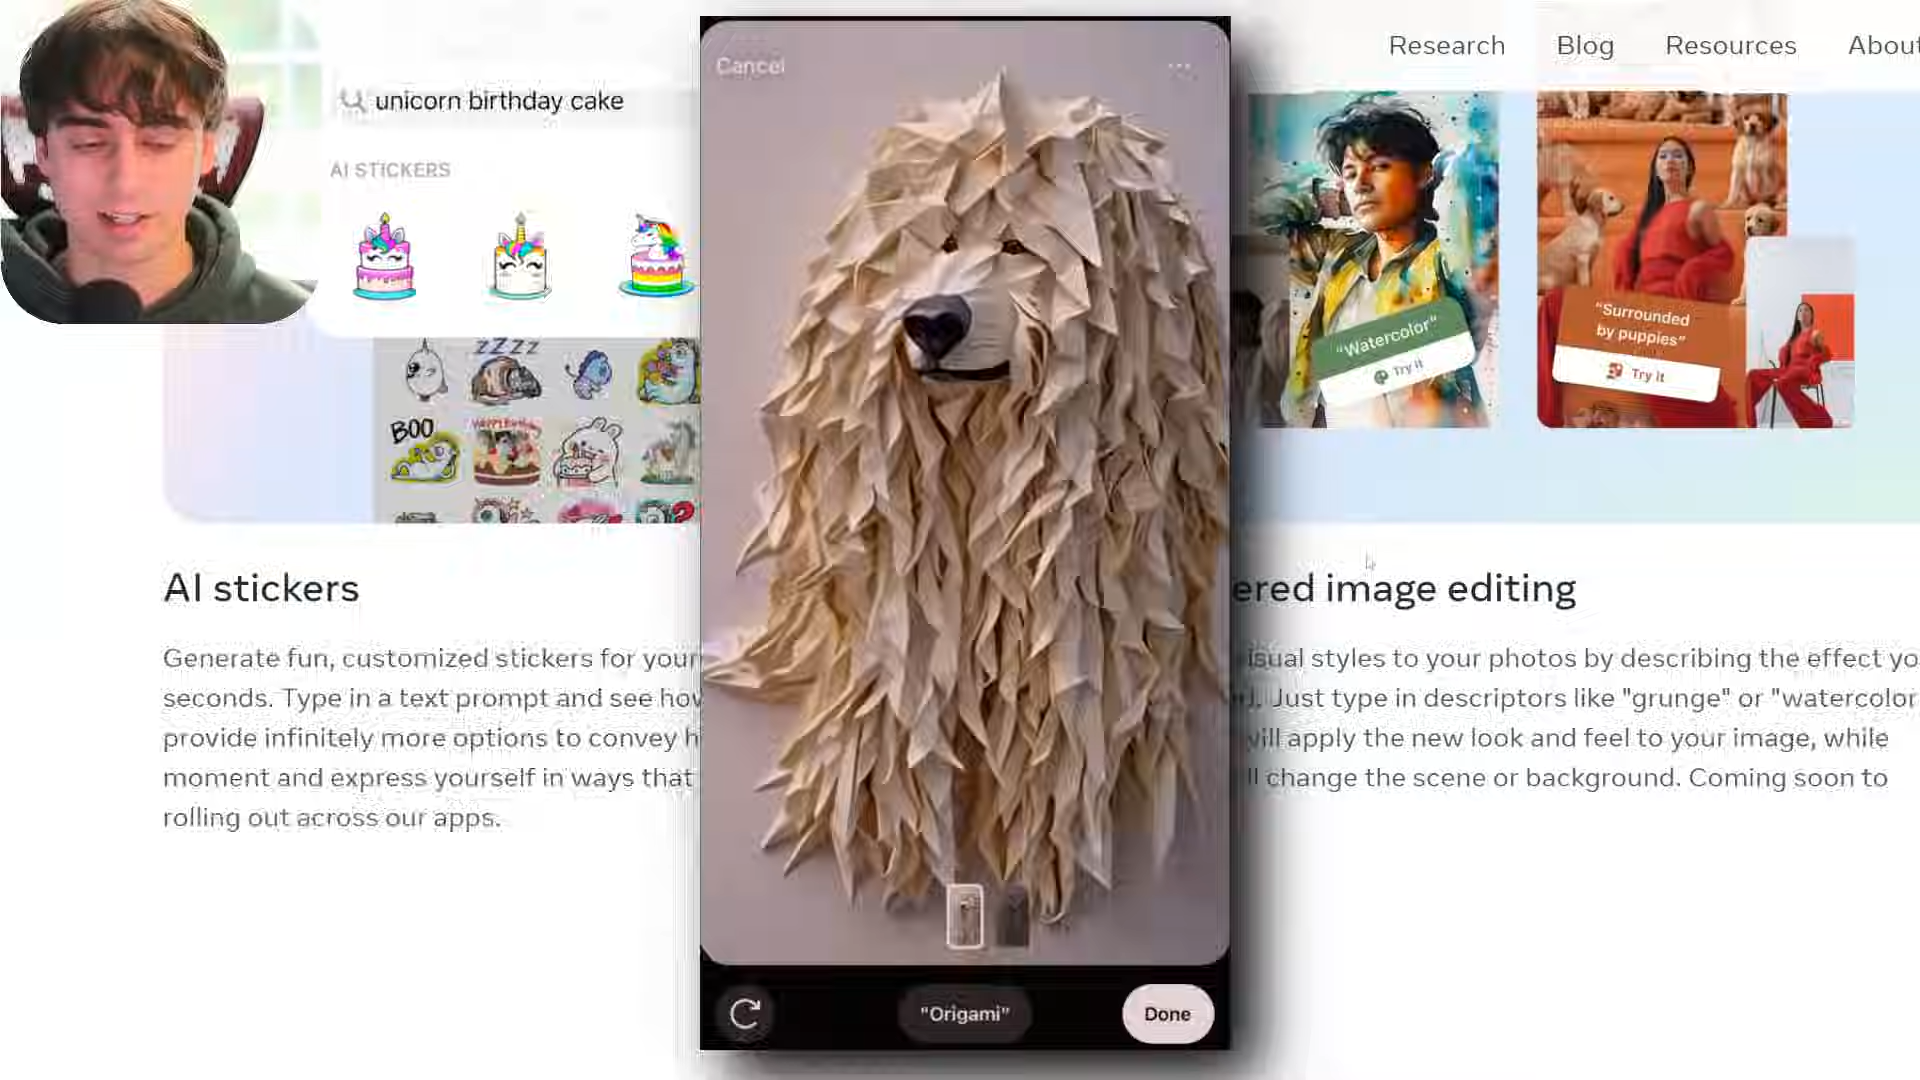 Research Blog Resources About
Cancel
unicorn birthday cake
AI STICKERS
ZZZZ
BOO
"Watercolor"
Try it
"Surrounded
by puppies"
Try it
AI stickers
Generate fun, customized stickers for your
seconds. Type in a text prompt and see how
provide infinitely more options to convey h
moment and express yourself in ways that
rolling out across our apps.
ered image editing
isual styles to your photos by describing the effect yo
. Just type in descriptors like "grunge" or "watercolor
will apply the new look and feel to your image, while
ll change the scene or background. Coming soon to
"Origami"
Done